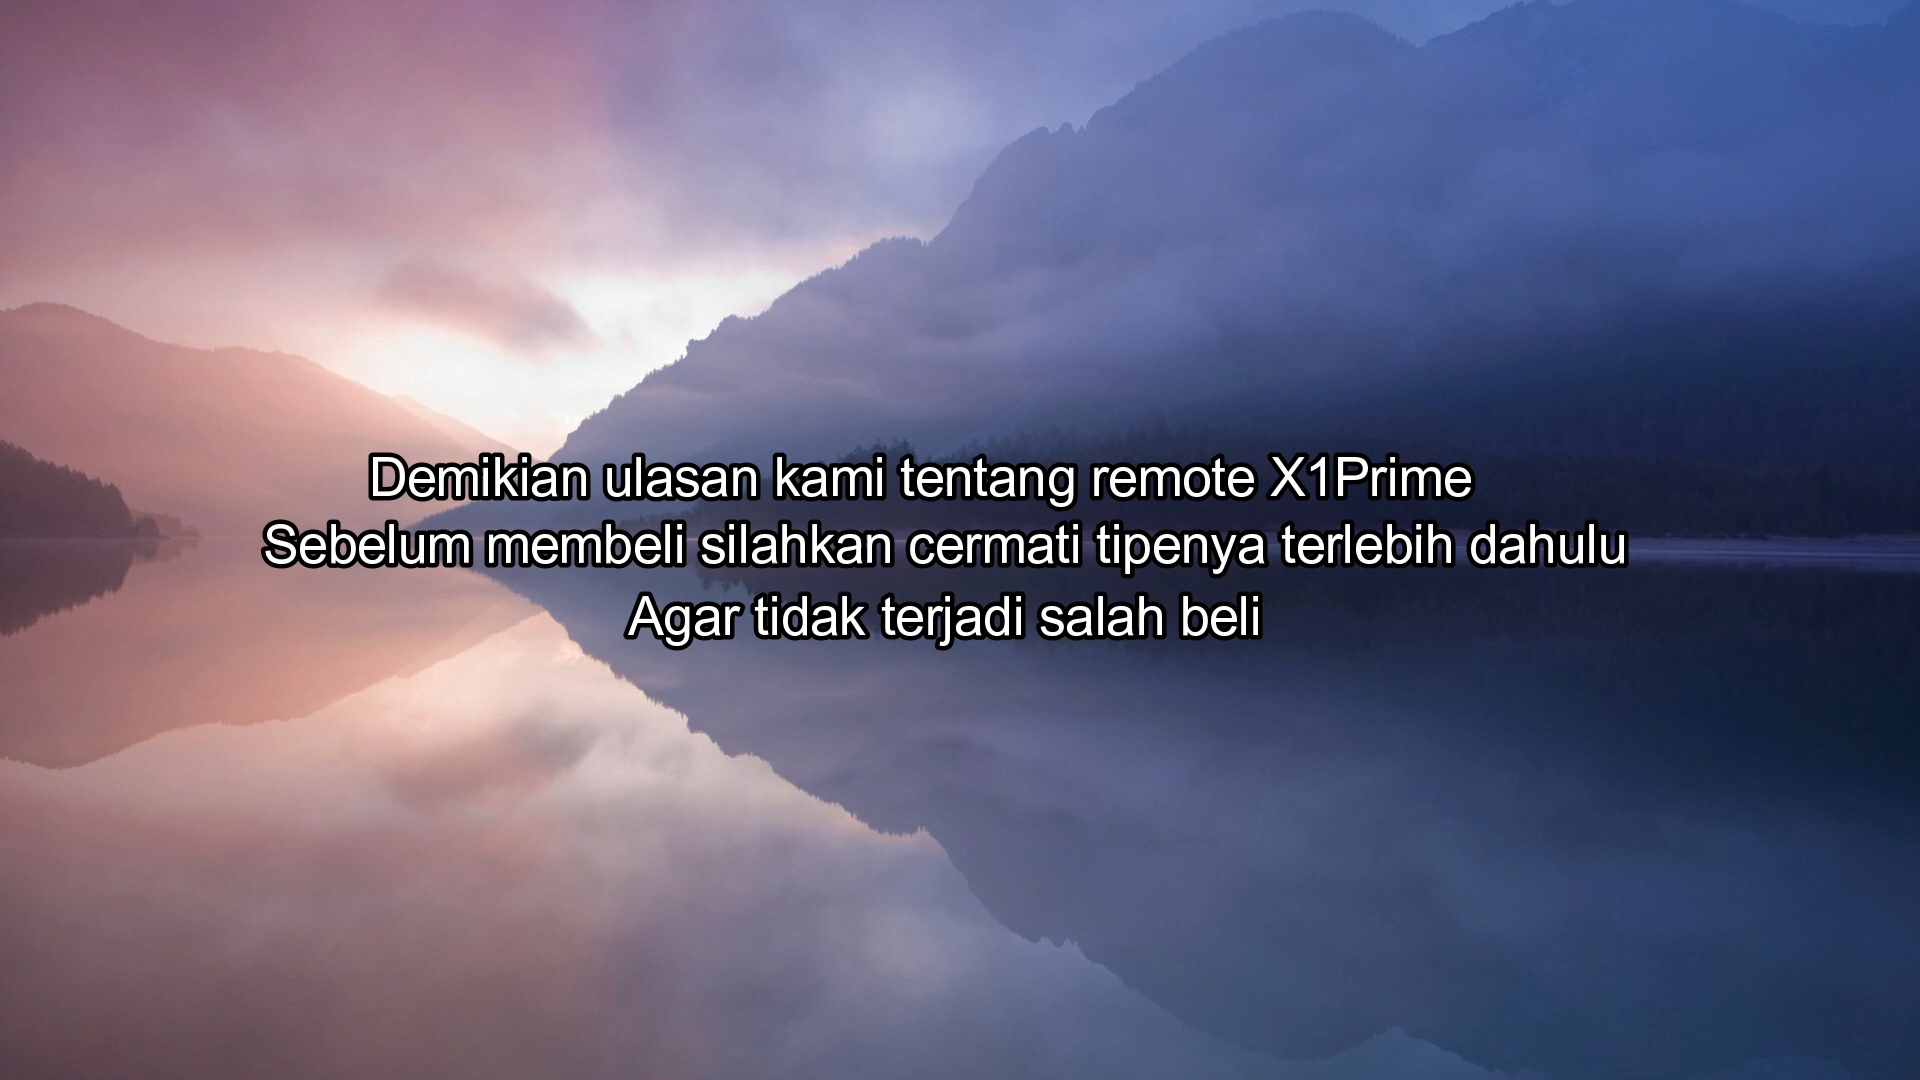 Demikian ulasan kami tentang remote X1Prime
Sebelum membeli silahkan cermati tipenya terlebih dahulu
Agar tidak terjadi salah beli